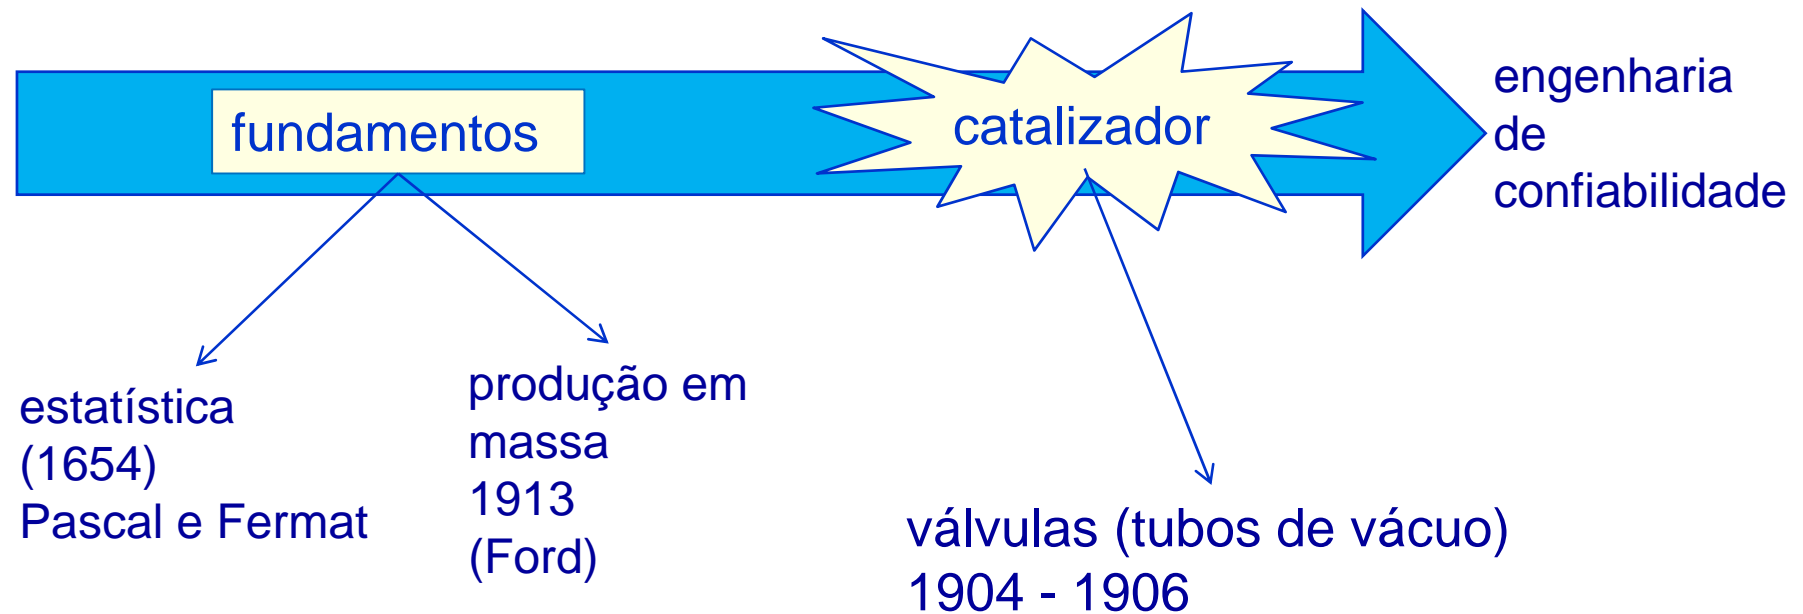 fundamentos
catalizador
engenharia
de
confiabilidade
estatística
(1654)
Pascal e Fermat
produção em
massa
1913
(Ford)
válvulas (tubos de vácuo)
1904 - 1906